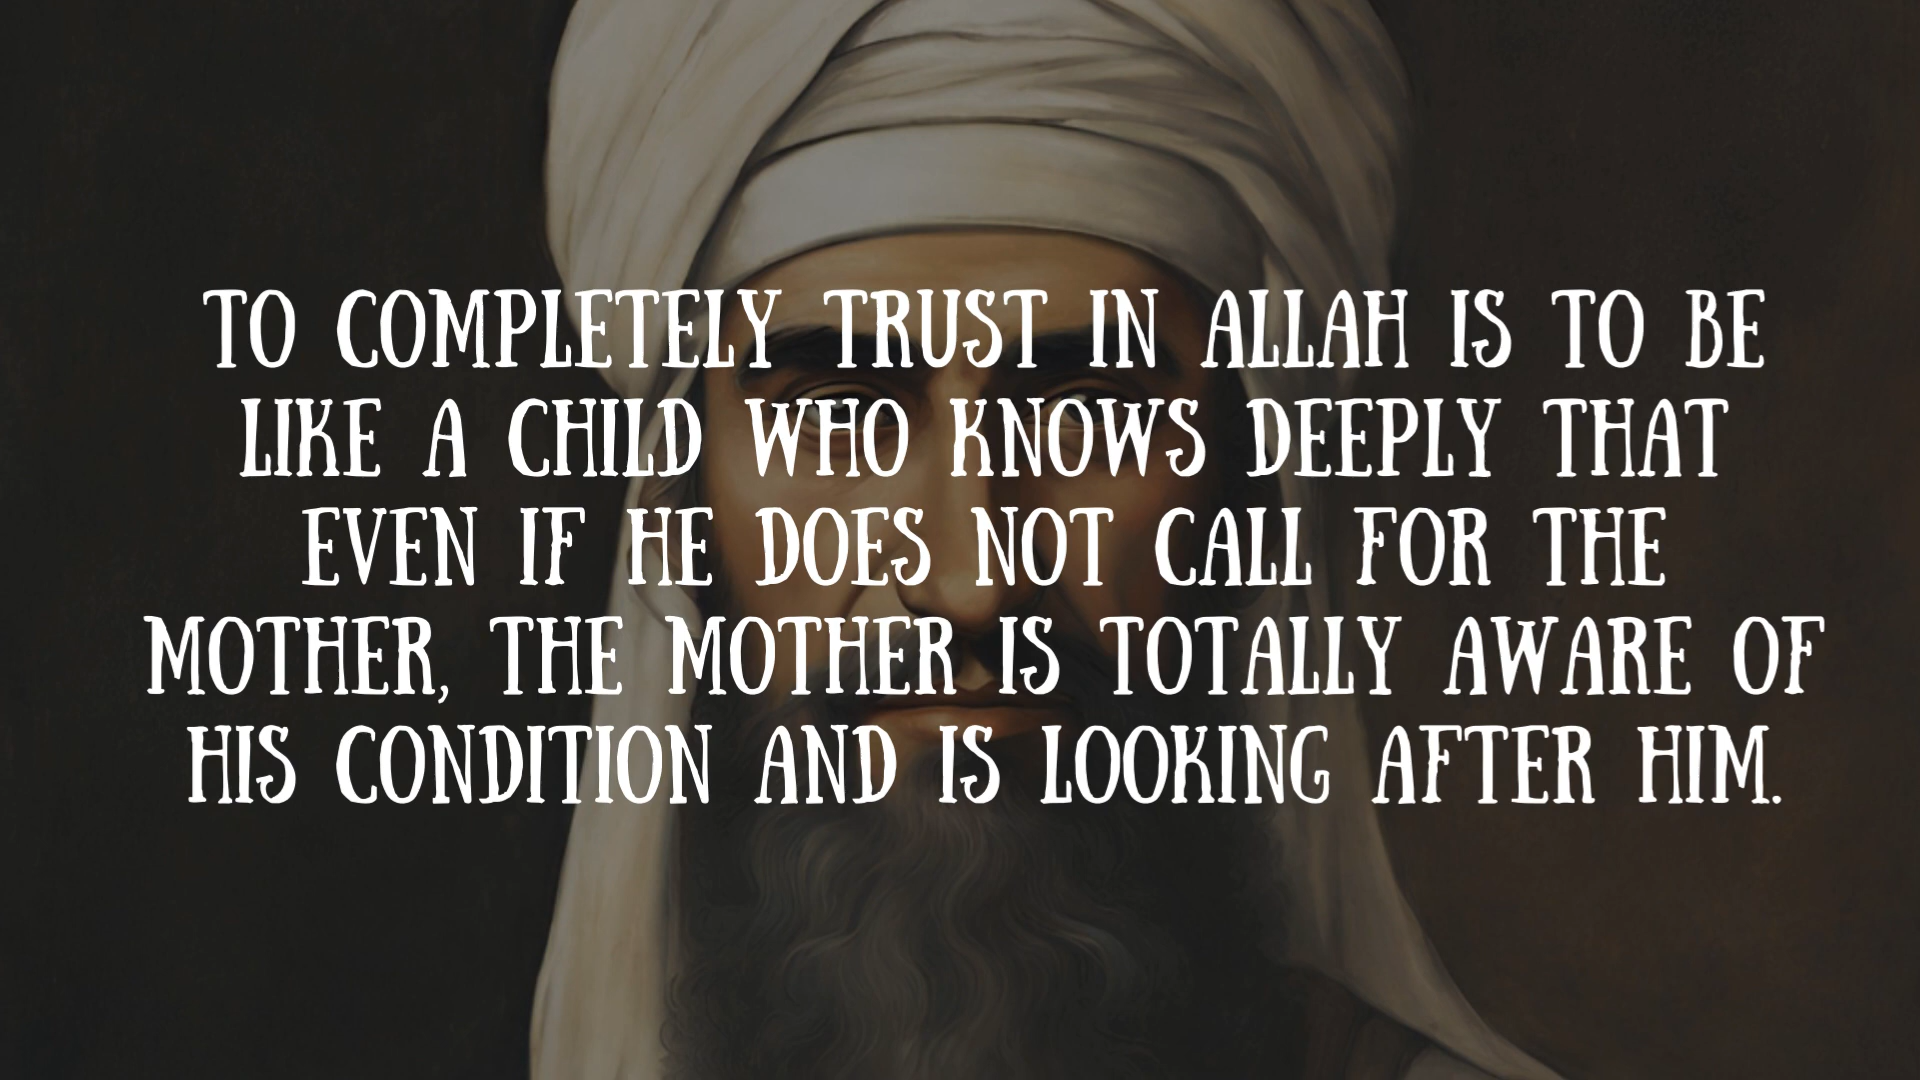 TO COMPLETELY TRUST IN ALLAH IS TO BE
LIKE A CHILD WHO KNOWS DEEPLY THAT
EVEN IF HE DOES NOT CALL FOR THE
MOTHER, THE MOTHER IS TOTALLY AWARE OF
HIS CONDITION AND IS LOOKING AFTER HIM.